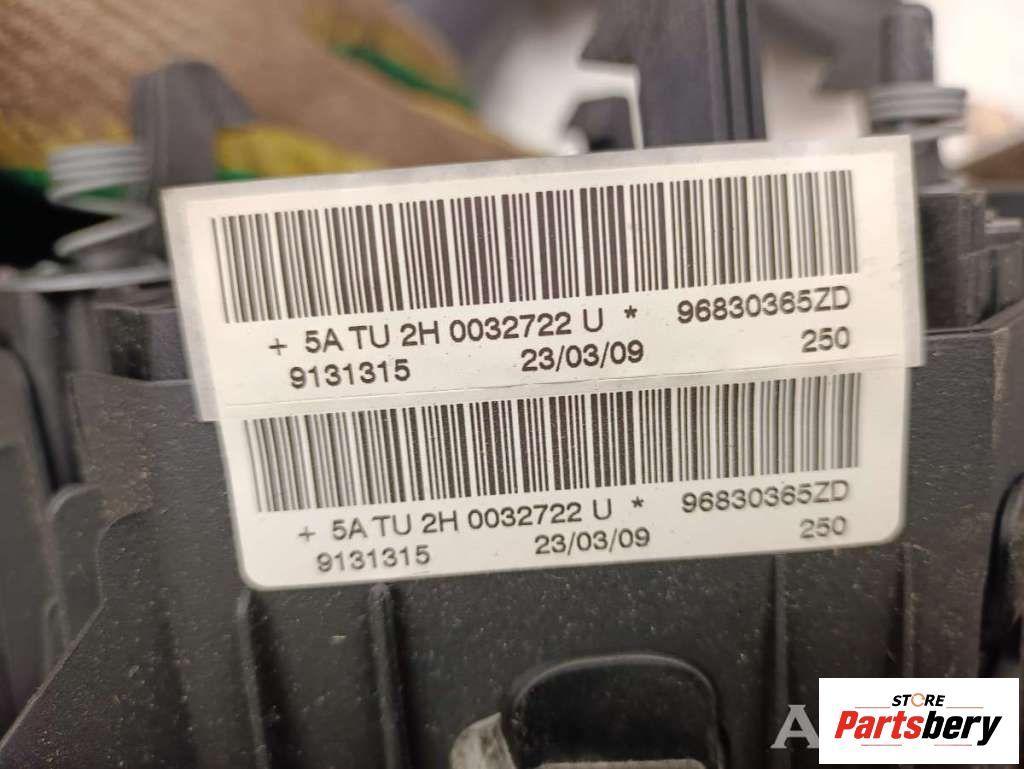 + 5A TU 2H 0032722 U * 96830365ZD
9131315 23/03/09 250
+ 5A TU 2H 0032722 U * 96830365ZD
9131315 23/03/09 250
A
STORE
Partsbery